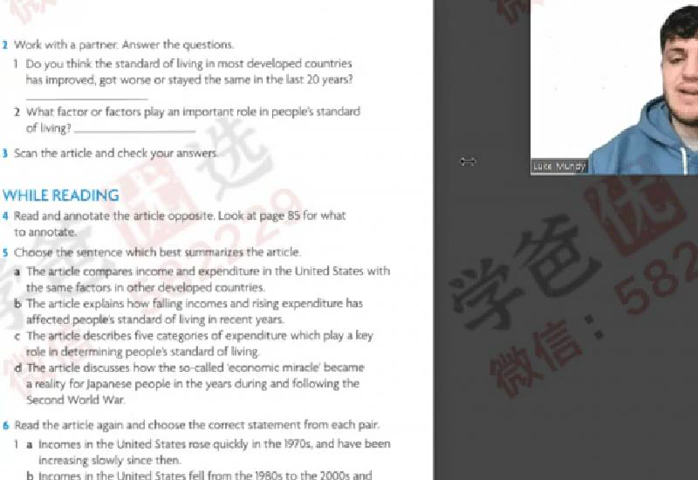 2 Work with a partner. Answer the questions.
1 Do you think the standard of living in most developed countries
has improved, got worse or stayed the same in the last 20 years?
2 What factor or factors play an important role in people's standard
of living?
3 Scan the article and check your answers.
WHILE READING
4 Read and annotate the article opposite. Look at page 85 for what
to annotate.
5 Choose the sentence which best summarizes the article.
a The article compares income and expenditure in the United States with
the same factors in other developed countries.
b The article explains how falling incomes and rising expenditure has
affected people's standard of living in recent years.
c The article describes five categories of expenditure which play a key
role in determining people's standard of living.
d The article discusses how the so-called 'economic miracle' became
a reality for Japanese people in the years during and following the
Second World War.
6 Read the article again and choose the correct statement from each pair.
1 a Incomes in the United States rose quickly in the 1970s, and have been
increasing slowly since then.
b Incomes in the United States fell from the 1980s to the 2000s and
Luke Mundy
学爸优选
微信：582
学爸优
微信：582